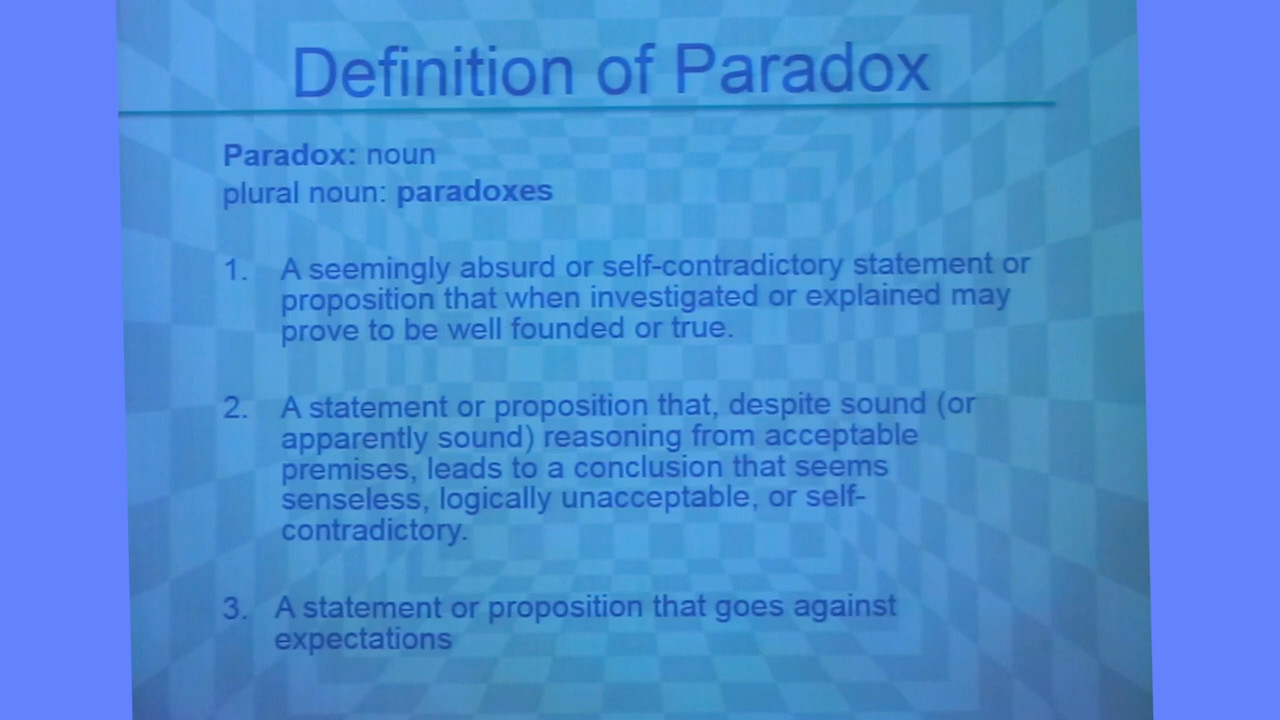 Definition of Paradox
Paradox: noun
plural noun: paradoxes
1. A seemingly absurd or self-contradictory statement or
proposition that when investigated or explained may
prove to be well founded or true.
2. A statement or proposition that, despite sound (or
apparently sound) reasoning from acceptable
premises, leads to a conclusion that seems
senseless, logically unacceptable, or self-
contradictory.
3. A statement or proposition that goes against
expectations